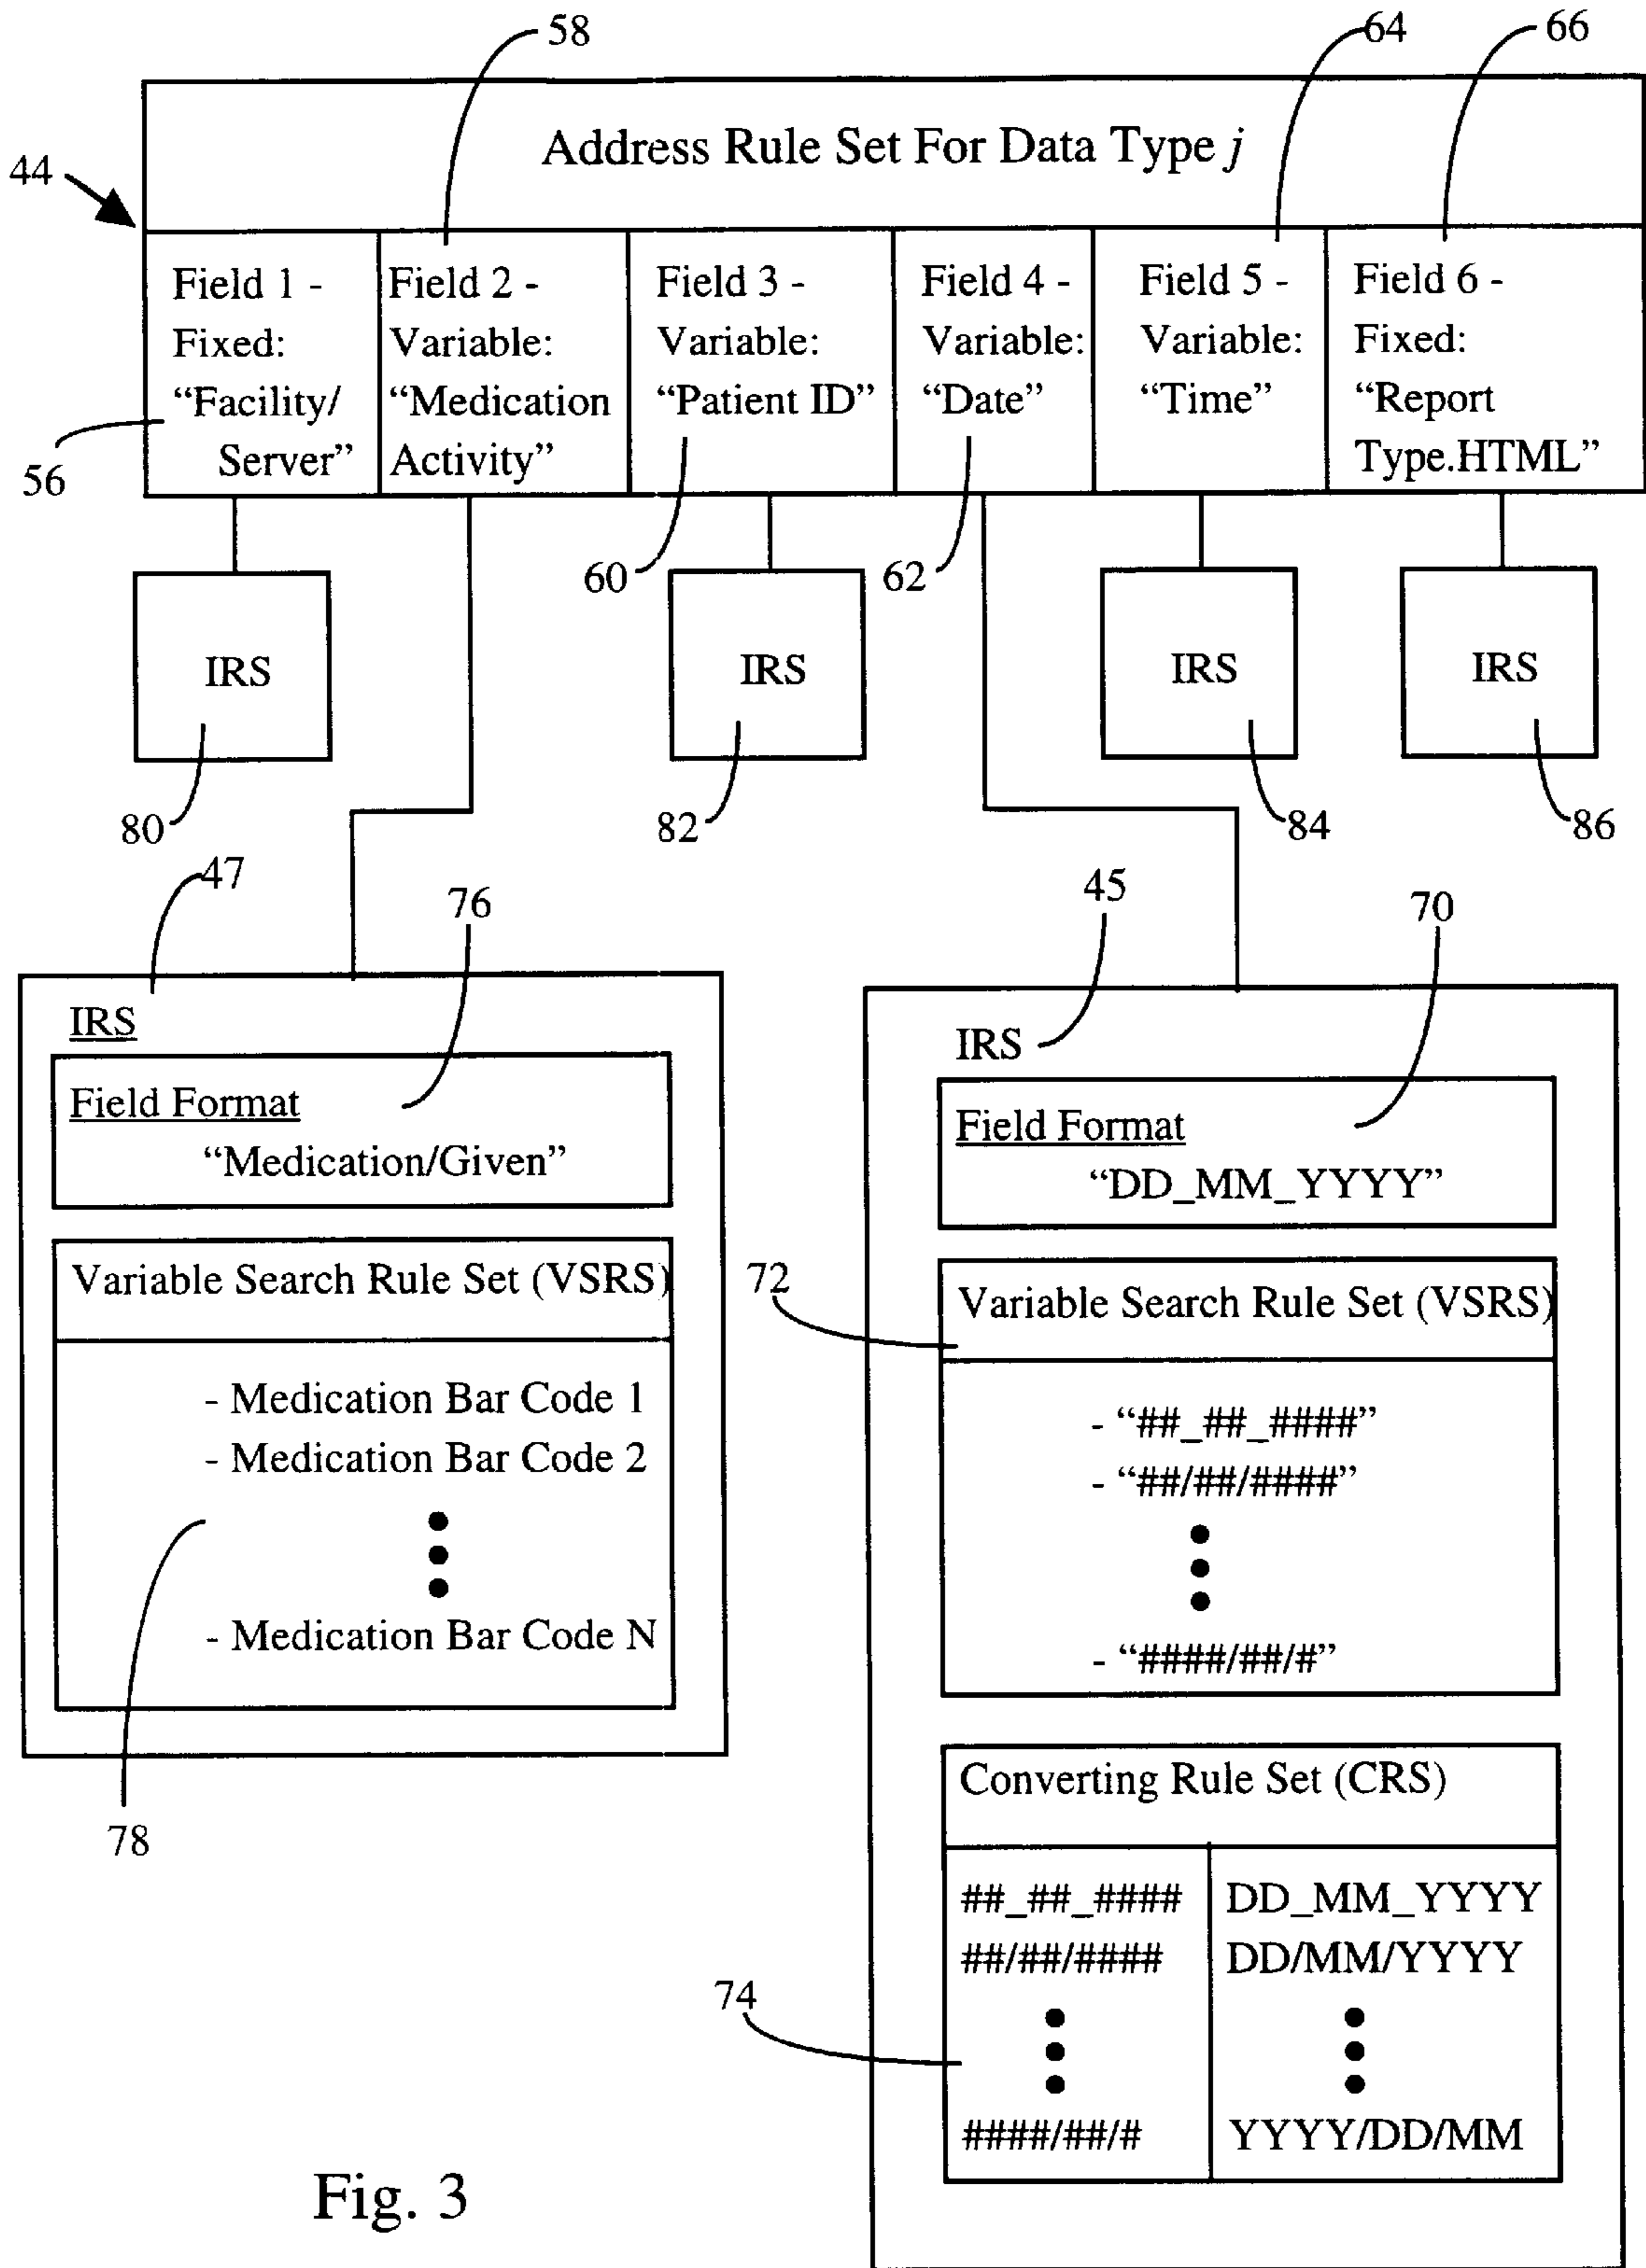 58
64
66
Address Rule Set For Data Type j
44
Field 1 -
Fixed:
“Facility/
Server”
Field 2 -
Variable:
“Medication
Activity”
Field 3 -
Variable:
“Patient ID”
Field 4 -
Variable:
“Date”
Field 5 -
Variable:
“Time”
Field 6 -
Fixed:
“Report
Type.HTML”
56
60
62
IRS
IRS
IRS
IRS
80
82
84
86
47
76
IRS
Field Format
“Medication/Given”
Variable Search Rule Set (VSRS)
- Medication Bar Code 1
- Medication Bar Code 2
- Medication Bar Code N
78
45
70
IRS
Field Format
“DD_MM_YYYY”
72
Variable Search Rule Set (VSRS)
- “##_##_####”
- “##/##/####”
- “####/##/#”
Converting Rule Set (CRS)
##_##_#### DD_MM_YYYY
##/##/#### DD/MM/YYYY
74
####/##/# YYYY/DD/MM
Fig. 3